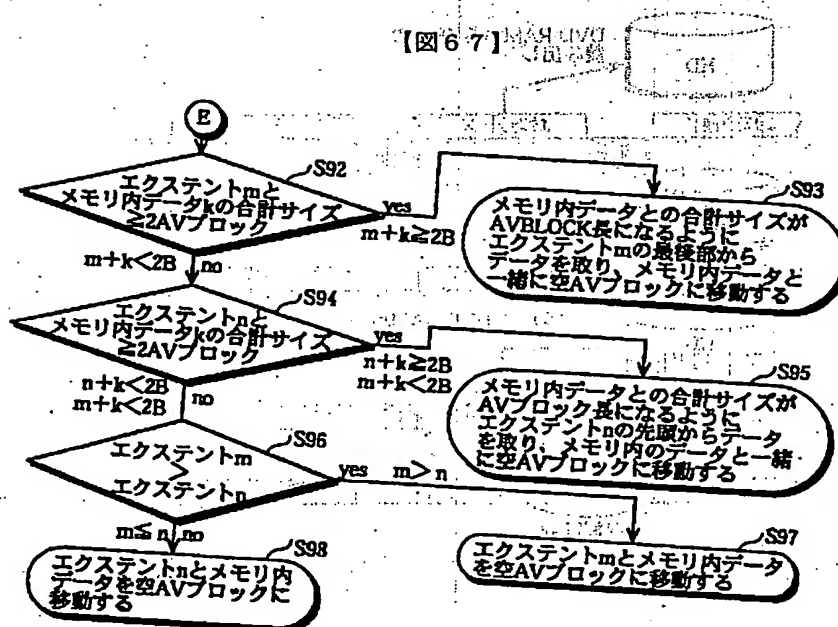 【図６７】
HD
DVD RAM
E
S92
エクステントmと
メモリ内データkの合計サイズ
≧2AVブロック
yes
m+k≧2B
m+k<2B
no
S93
メモリ内データとの合計サイズが
AVBLOCK長になるように
エクステントmの最後部から
データを取り、メモリ内データと
一緒に空AVブロックに移動する
S94
エクステントnと
メモリ内データkの合計サイズ
≧2AVブロック
yes
n+k≧2B
m+k<2B
n+k<2B
m+k<2B
no
S95
メモリ内データとの合計サイズが
AVブロック長になるように
エクステントnの先頭からデータ
を取り、メモリ内のデータと一緒
に空AVブロックに移動する
S96
エクステントm
>
エクステントn
yes m>n
m≦n no
S97
エクステントmとメモリ内データ
を空AVブロックに移動する
S98
エクステントnとメモリ内
データを空AVブロックに
移動する